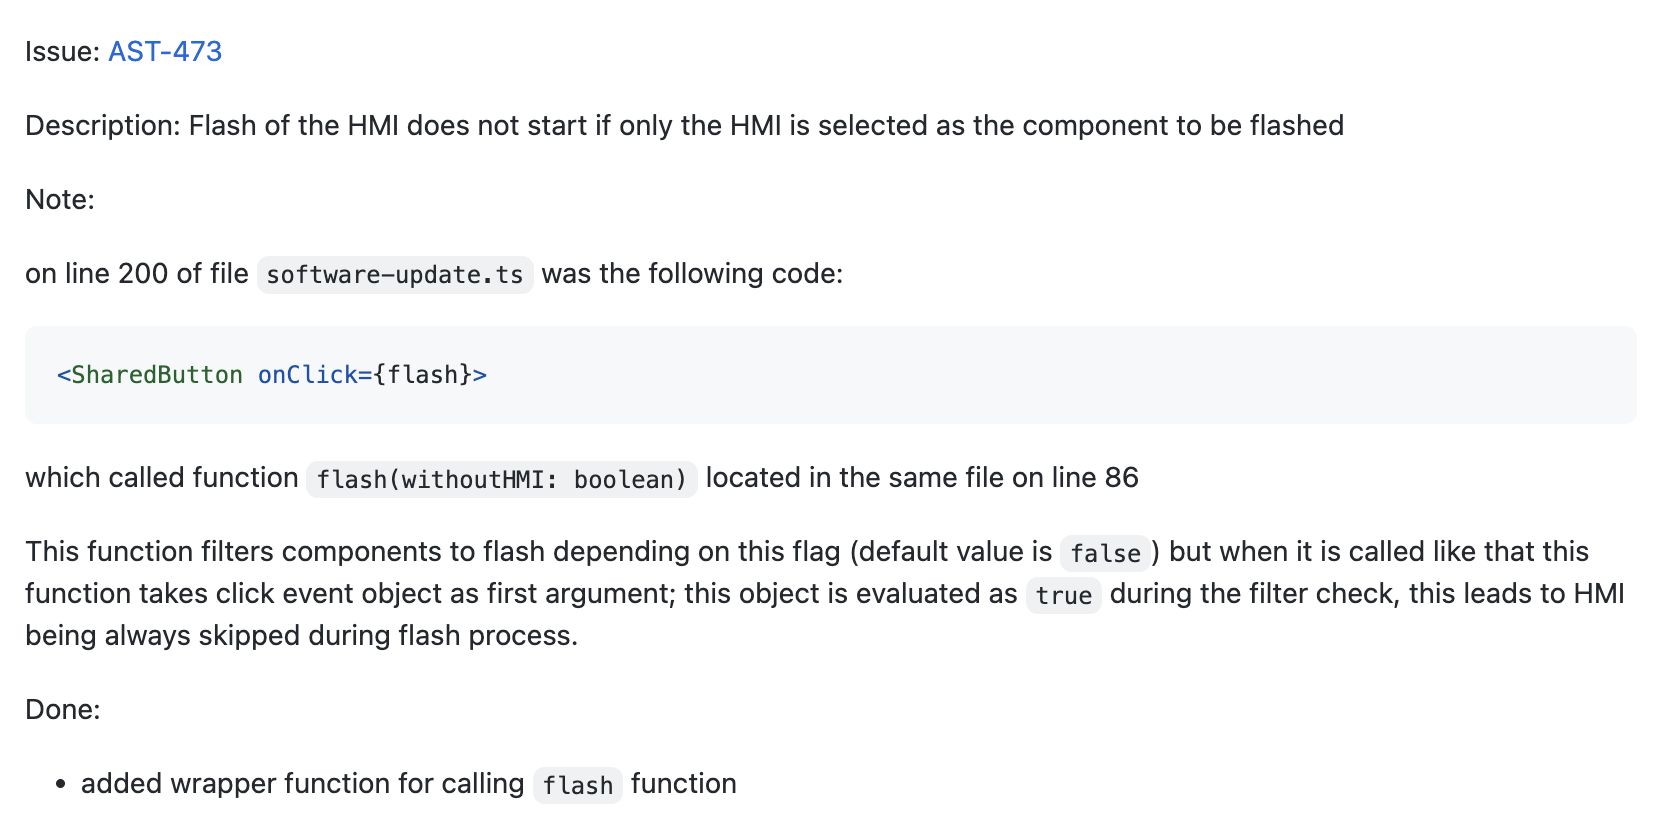 Issue: AST-473
Description: Flash of the HMI does not start if only the HMI is selected as the component to be flashed
Note:
on line 200 of file software-update.ts was the following code:
<SharedButton onClick={flash}>
which called function flash(withoutHMI: boolean) located in the same file on line 86
This function filters components to flash depending on this flag (default value is false) but when it is called like that this
function takes click event object as first argument; this object is evaluated as true during the filter check, this leads to HMI
being always skipped during flash process.
Done:
• added wrapper function for calling flash function